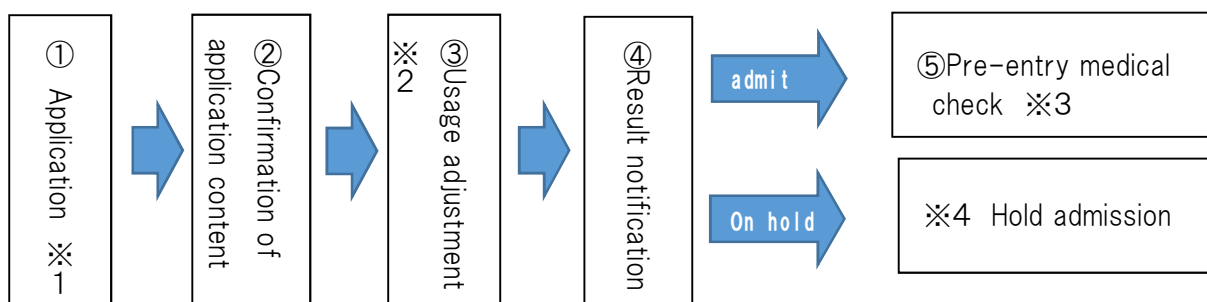 ① Application ※1
②Confirmation of
application content
③Usage adjustment
※2
④Result notification
admit
⑤Pre-entry medical
check ※3
On hold
※4 Hold admission